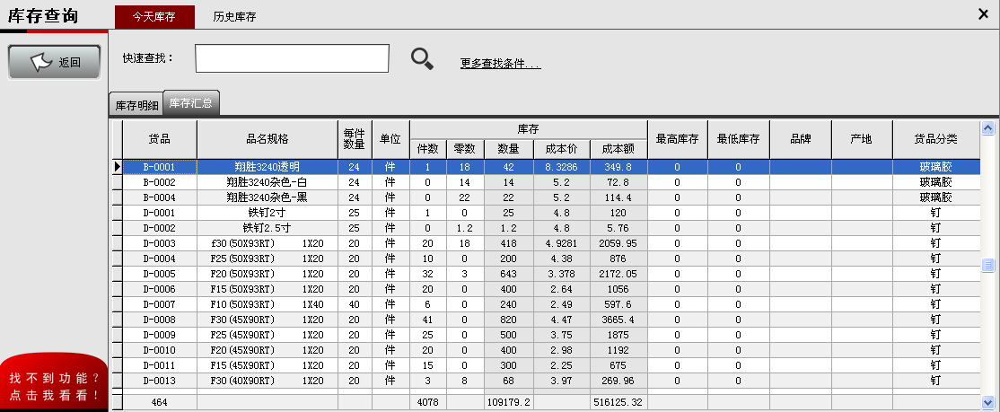 库存查询 今天库存 历史库存
返回 快速查找： 更多查找条件...
库存明细 库存汇总
货品 品名规格 每件数量 单位 库存 最高库存 最低库存 品牌 产地 货品分类
件数 零数 数量 成本价 成本额
B-0001 翔胜3240透明 24 件 1 18 42 8.3286 349.8 0 0 玻璃胶
B-0002 翔胜3240杂色-白 24 件 0 14 14 5.2 72.8 0 0 玻璃胶
B-0004 翔胜3240杂色-黑 24 件 0 22 22 5.2 114.4 0 0 玻璃胶
D-0001 铁钉2寸 25 件 1 0 25 4.8 120 0 0 钉
D-0002 铁钉2.5寸 25 件 0 1.2 1.2 4.8 5.76 0 0 钉
D-0003 f30(50X93RT) 1X20 20 件 20 18 418 4.9281 2059.95 0 0 钉
D-0004 F25(50X93RT) 1X20 20 件 10 0 200 4.38 876 0 0 钉
D-0005 F20(50X93RT) 1X20 20 件 32 3 643 3.378 2172.05 0 0 钉
D-0006 F15(50X93RT) 1X20 20 件 20 0 400 2.64 1056 0 0 钉
D-0007 F10(50X93RT) 1X40 40 件 6 0 240 2.49 597.6 0 0 钉
D-0008 F30(45X90RT) 1X20 20 件 41 0 820 4.47 3665.4 0 0 钉
D-0009 F25(45X90RT) 1X20 20 件 25 0 500 3.75 1875 0 0 钉
D-0010 F20(45X90RT) 1X20 20 件 20 0 400 2.98 1192 0 0 钉
D-0011 F15(45X90RT) 1X20 20 件 15 0 300 2.25 675 0 0 钉
D-0013 F30(40X90RT) 1X20 20 件 3 8 68 3.97 269.96 0 0 钉
464 4078 109179.2 516125.32
找不到功能？
点击我看看！